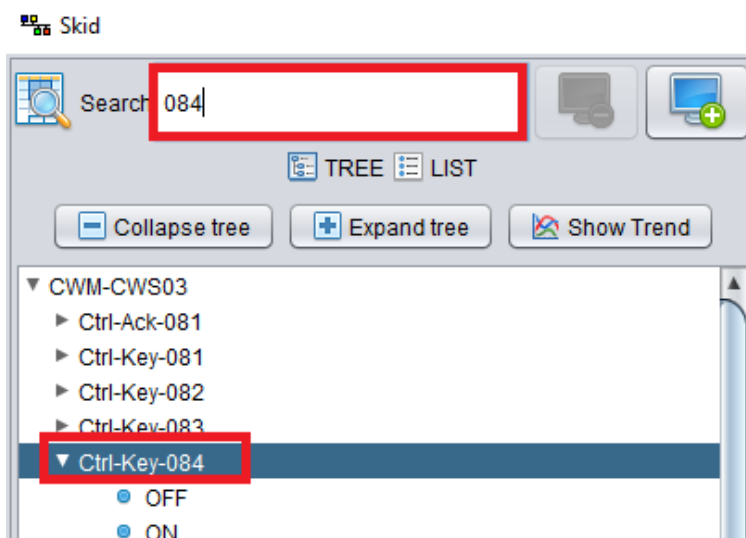 Skid
Search 084
TREE LIST
Collapse tree Expand tree Show Trend
CWM-CWS03
Ctrl-Ack-081
Ctrl-Key-081
Ctrl-Key-082
Ctrl-Key-083
Ctrl-Key-084
OFF
ON